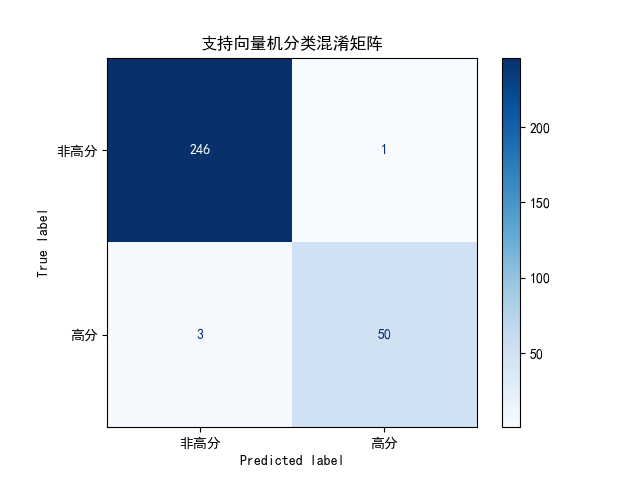 支持向量机分类混淆矩阵
True label
非高分
246
1
高分
3
50
非高分
高分
Predicted label
200
150
100
50